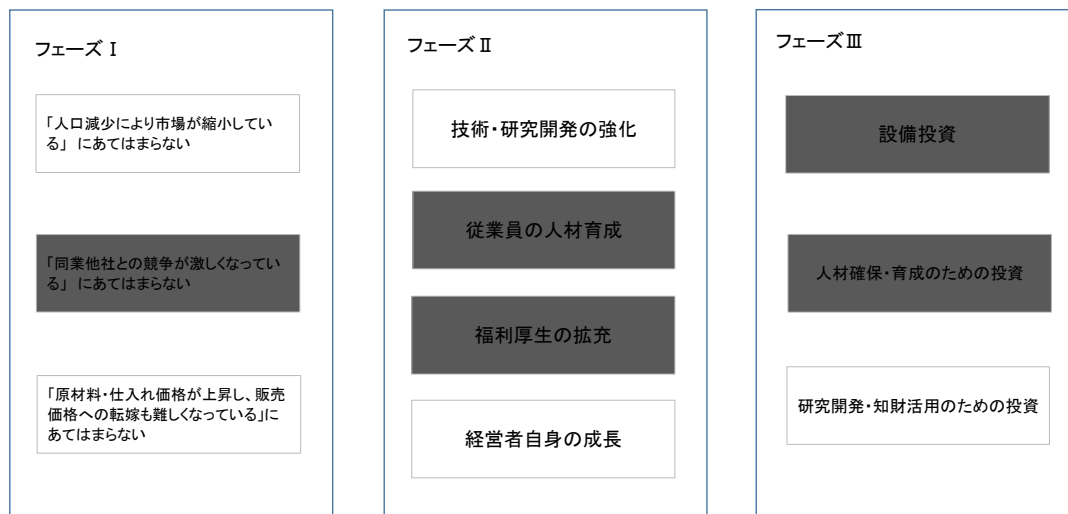 フェーズⅠ
「人口減少により市場が縮小してい
る」 にあてはまらない
「同業他社との競争が激しくなってい
る」 にあてはまらない
「原材料・仕入れ価格が上昇し、販売
価格への転嫁も難しくなっている」に
あてはまらない
フェーズⅡ
技術・研究開発の強化
従業員の人材育成
福利厚生の拡充
経営者自身の成長
フェーズⅢ
設備投資
人材確保・育成のための投資
研究開発・知財活用のための投資